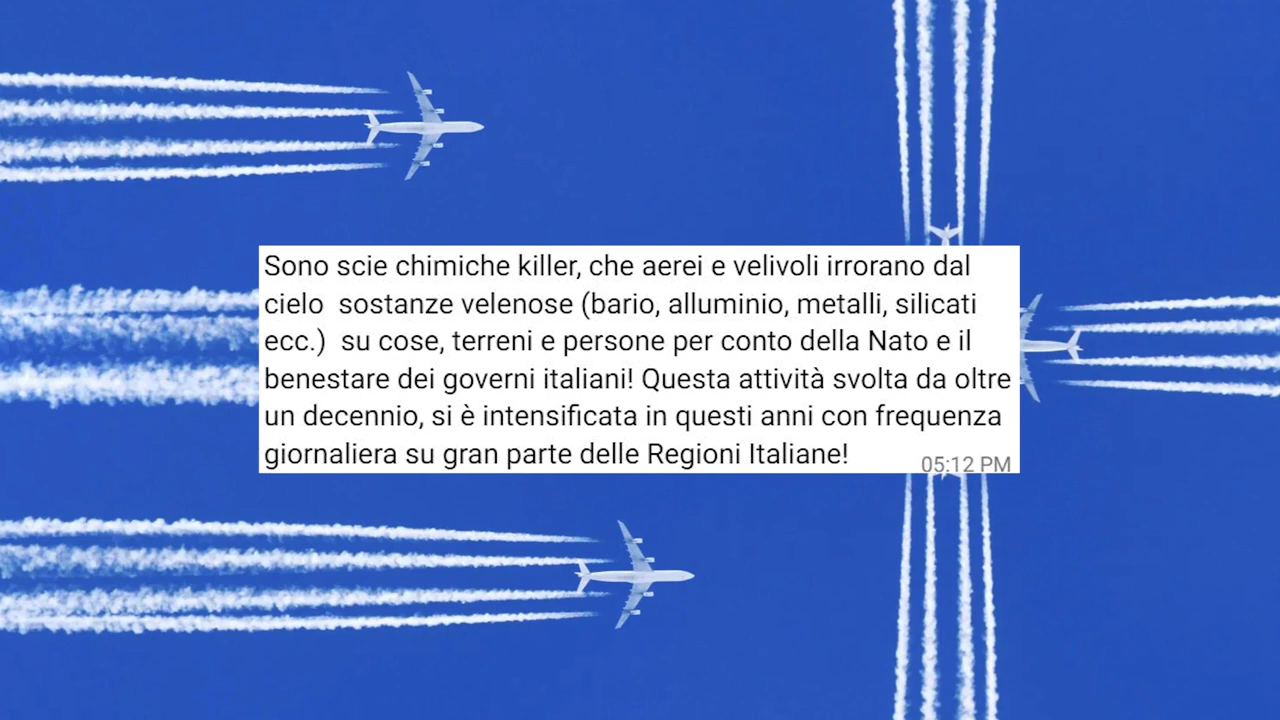 Sono scie chimiche killer, che aerei e velivoli irrorano dal
cielo  sostanze velenose (bario, alluminio, metalli, silicati
ecc.)  su cose, terreni e persone per conto della Nato e il
benestare dei governi italiani! Questa attività svolta da oltre
un decennio, si è intensificata in questi anni con frequenza
giornaliera su gran parte delle Regioni Italiane!
05:12 PM